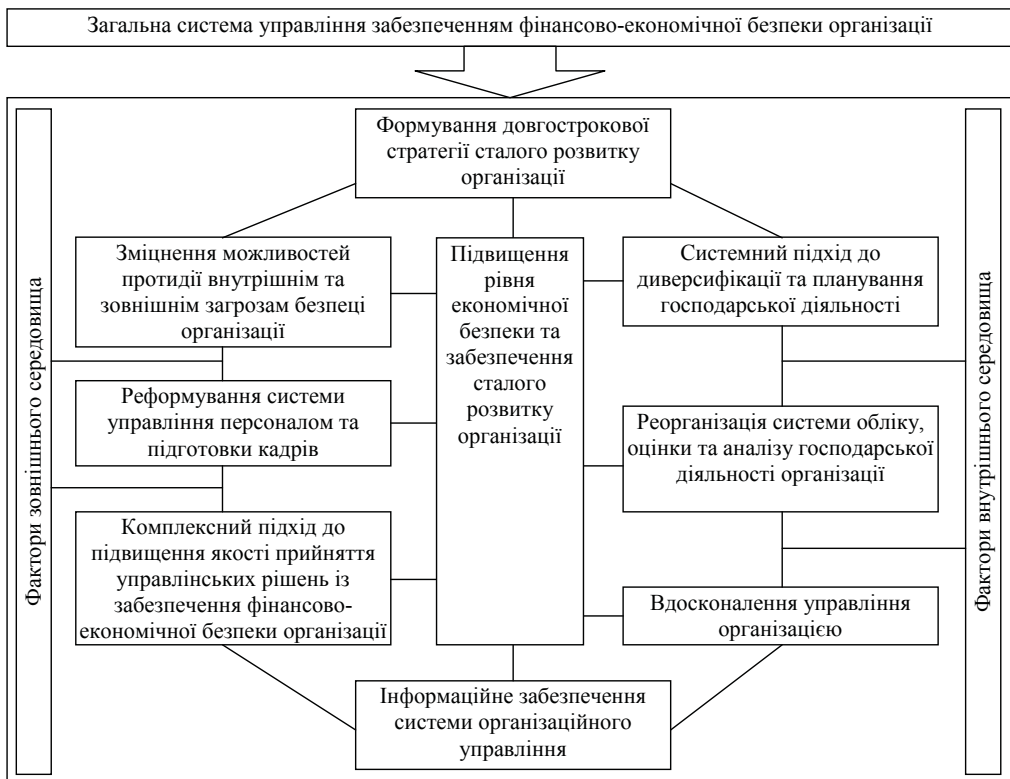 Загальна система управління забезпеченням фінансово-економічної безпеки організації
Фактори зовнішнього середовища
Формування довгострокової
стратегії сталого розвитку
організації
Зміцнення можливостей
протидії внутрішнім та
зовнішнім загрозам безпеці
організації
Реформування системи
управління персоналом та
підготовки кадрів
Комплексний підхід до
підвищення якості прийняття
управлінських рішень із
забезпечення фінансово-
економічної безпеки організації
Підвищення
рівня
економічної
безпеки та
забезпечення
сталого
розвитку
організації
Системний підхід до
диверсифікації та планування
господарської діяльності
Реорганізація системи обліку,
оцінки та аналізу господарської
діяльності організації
Вдосконалення управління
організацією
Інформаційне забезпечення
системи організаційного
управління
Фактори внутрішнього середовища